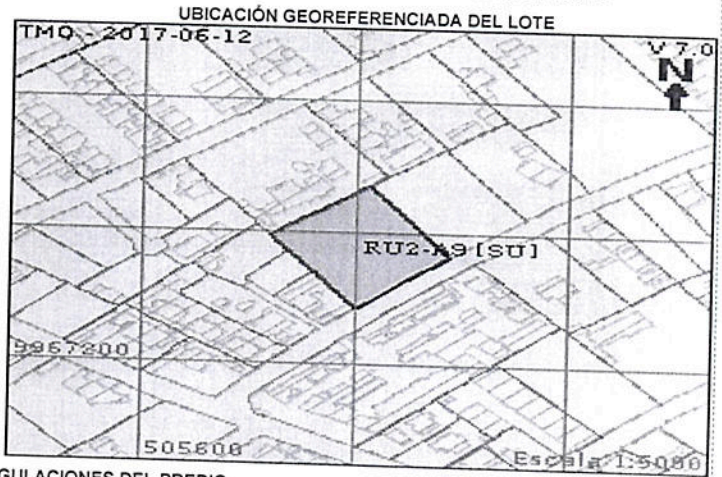 UBICACIÓN GEOREFERENCIADA DEL LOTE
TMQ - 2017-06-12
V 7.0
N
RU2-A9 [SU]
9967200
505600
Escala 1:5000
GULACIONES DEL PREDIO